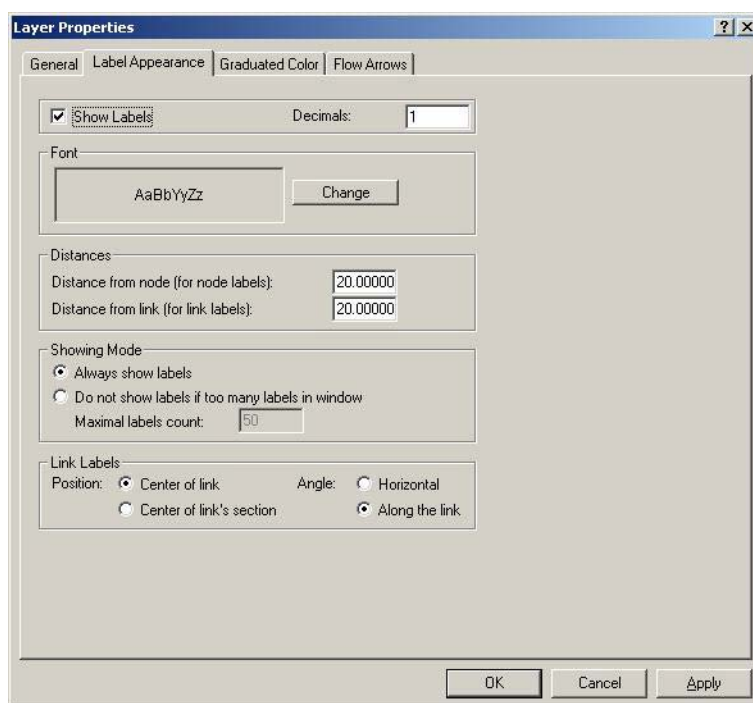 Layer Properties
? X
General Label Appearance Graduated Color Flow Arrows
Show Labels Decimals: 1
Font
AaBbYyZz Change
Distances
Distance from node (for node labels): 20.00000
Distance from link (for link labels): 20.00000
Showing Mode
Always show labels
Do not show labels if too many labels in window
Maximal labels count: 50
Link Labels
Position: Center of link Angle: Horizontal
Center of link's section Along the link
OK Cancel Apply